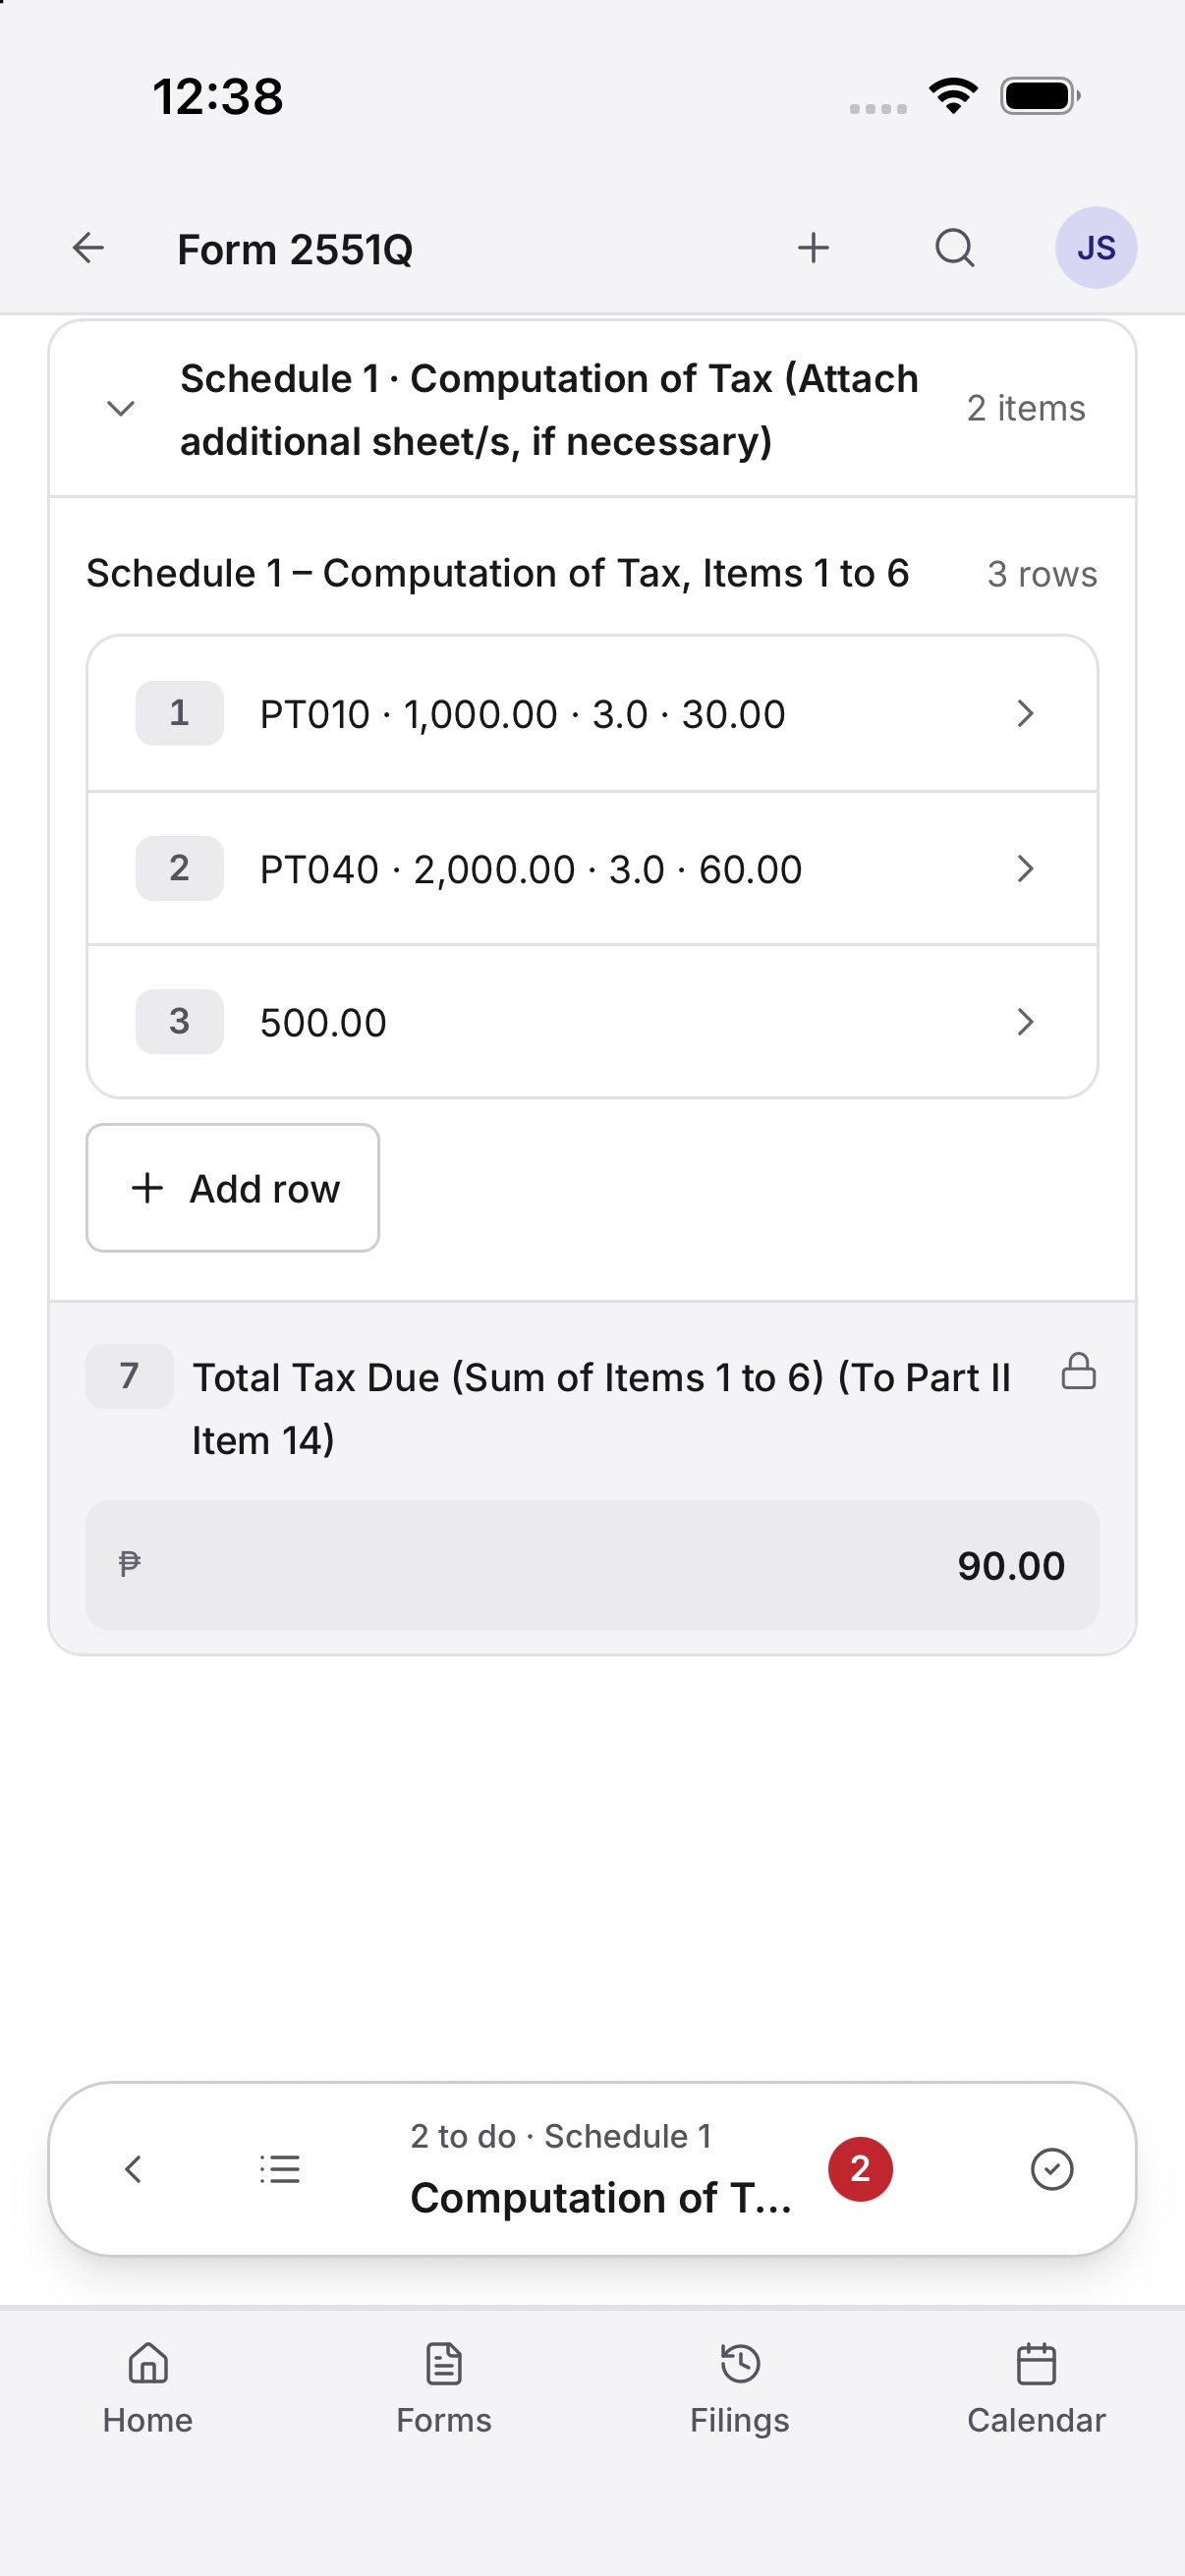 12:38
Form 2551Q
JS
Schedule 1 · Computation of Tax (Attach
additional sheet/s, if necessary)
2 items
Schedule 1 – Computation of Tax, Items 1 to 6
3 rows
1 PT010 · 1,000.00 · 3.0 · 30.00
2 PT040 · 2,000.00 · 3.0 · 60.00
3 500.00
Add row
7 Total Tax Due (Sum of Items 1 to 6) (To Part II
Item 14)
₱ 90.00
2 to do · Schedule 1
Computation of T...
2
Home
Forms
Filings
Calendar